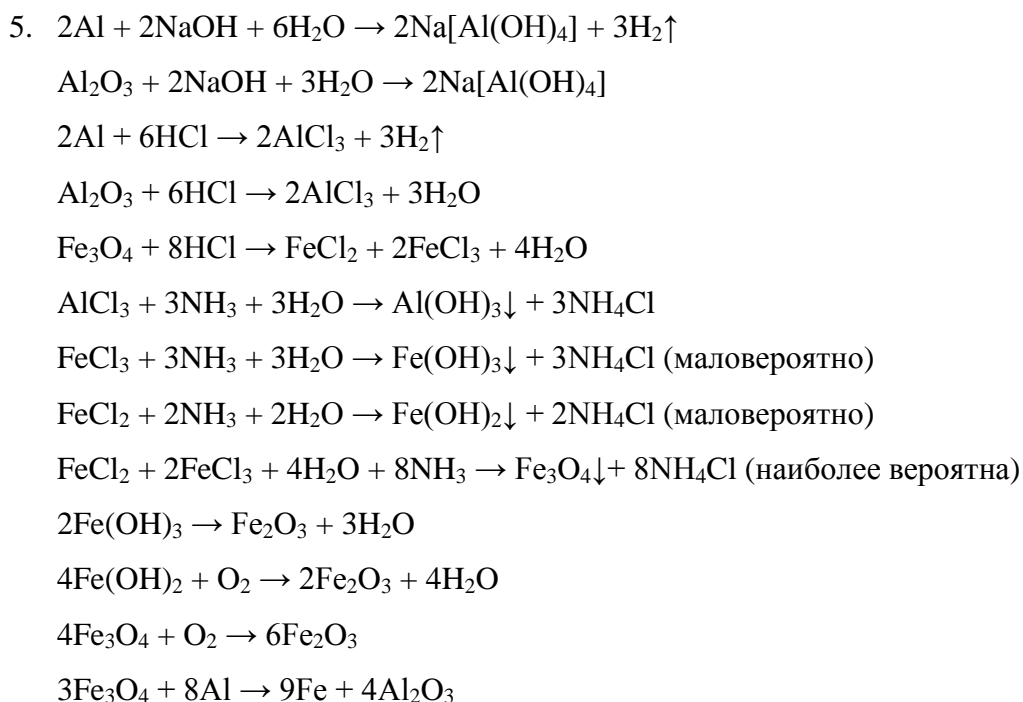 5. 2Al + 2NaOH + 6H₂O → 2Na[Al(OH)₄] + 3H₂↑
Al₂O₃ + 2NaOH + 3H₂O → 2Na[Al(OH)₄]
2Al + 6HCl → 2AlCl₃ + 3H₂↑
Al₂O₃ + 6HCl → 2AlCl₃ + 3H₂O
Fe₃O₄ + 8HCl → FeCl₂ + 2FeCl₃ + 4H₂O
AlCl₃ + 3NH₃ + 3H₂O → Al(OH)₃↓ + 3NH₄Cl
FeCl₃ + 3NH₃ + 3H₂O → Fe(OH)₃↓ + 3NH₄Cl (маловероятно)
FeCl₂ + 2NH₃ + 2H₂O → Fe(OH)₂↓ + 2NH₄Cl (маловероятно)
FeCl₂ + 2FeCl₃ + 4H₂O + 8NH₃ → Fe₃O₄↓+ 8NH₄Cl (наиболее вероятна)
2Fe(OH)₃ → Fe₂O₃ + 3H₂O
4Fe(OH)₂ + O₂ → 2Fe₂O₃ + 4H₂O
4Fe₃O₄ + O₂ → 6Fe₂O₃
3Fe₃O₄ + 8Al → 9Fe + 4Al₂O₃